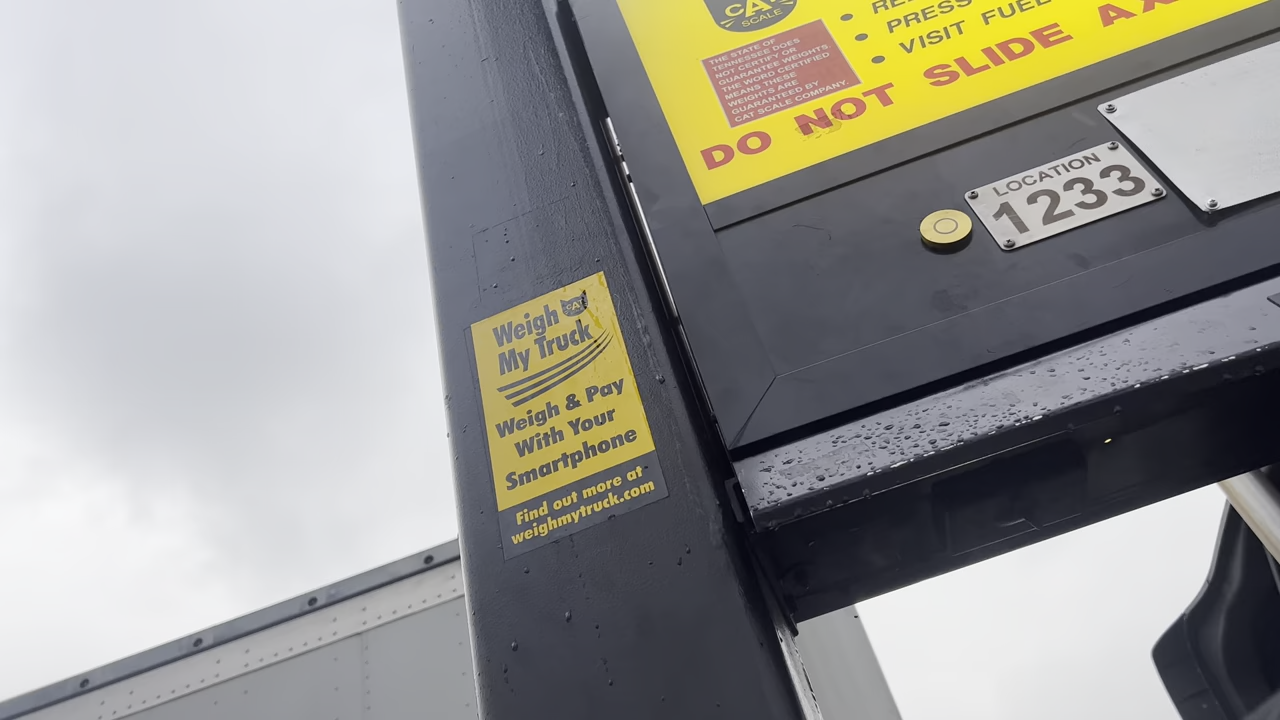 CAT
SCALE
THE STATE OF
TENNESSEE DOES
NOT CERTIFY OR
GUARANTEE WEIGHTS.
THE WORD CERTIFIED
MEANS THESE
WEIGHTS ARE
GUARANTEED BY
CAT SCALE COMPANY.
PRESS
VISIT FUEL
DO NOT SLIDE
LOCATION
1233
Weigh CAT
My Truck
Weigh & Pay
With Your
Smartphone
Find out more at
weighmytruck.com